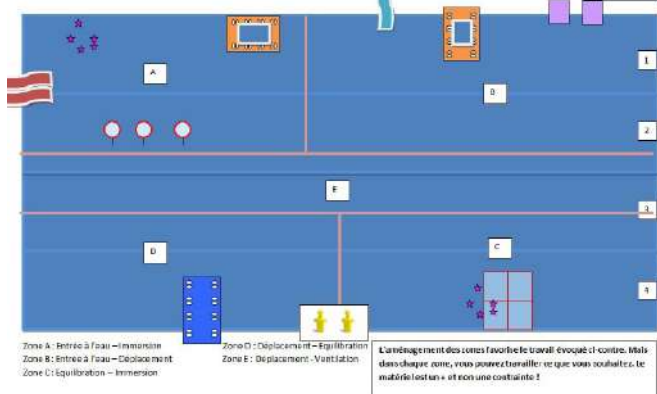 A
B
1
2
E
3
D
C
4
Zone A : Entrée à l'eau – Immersion
Zone B : Entrée à l'eau – Déplacement
Zone C : Equilibration – Immersion
Zone D : Déplacement – Equilibration
Zone E : Déplacement - Ventilation
L'aménagement des zones favorise le travail évoqué ci-contre. Mais
dans chaque zone, vous pouvez travailler ce que vous souhaitez. Le
matériel est un + et non une contrainte !